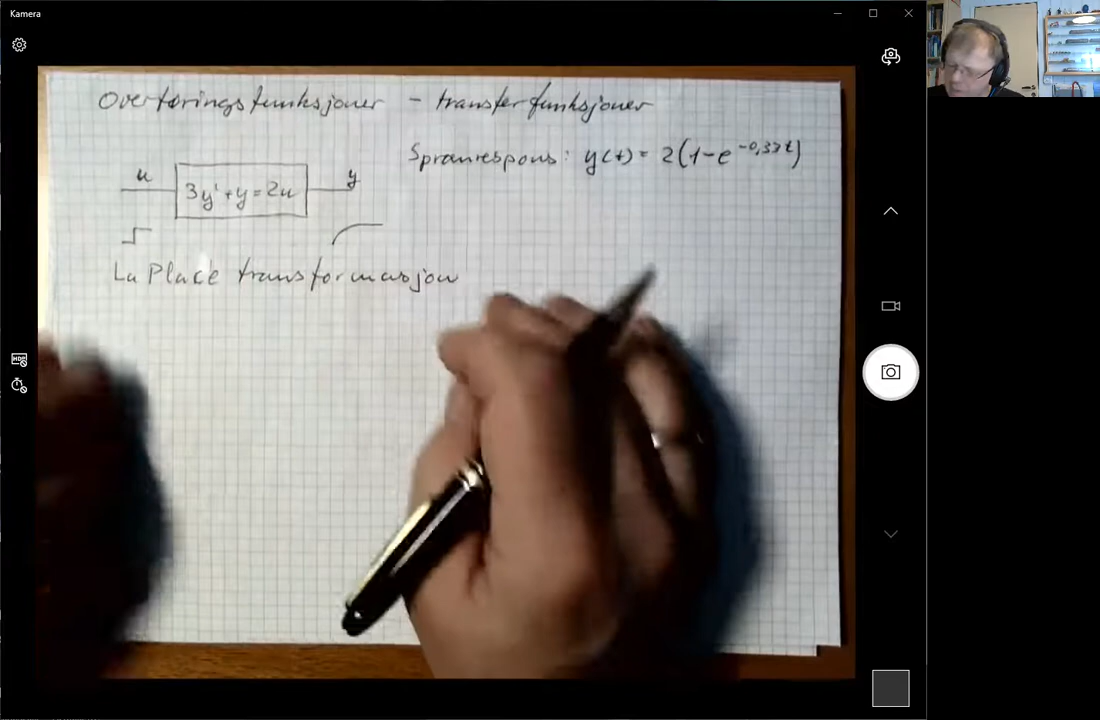 Kamera
Overføringsfunksjoner - transferfunksjoner
Sprangrespons: y(t) = 2(1-e^-0,33t)
u
3y'+y=2u
y
LaPlace transformasjon